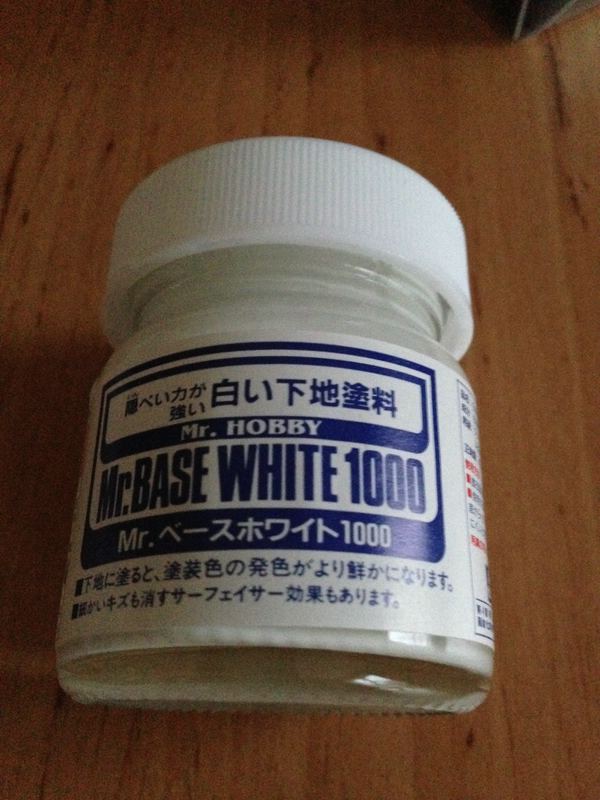 隠ぺい力が
強い
白い下地塗料
Mr. HOBBY
Mr.BASE WHITE 1000
Mr.ベースホワイト1000
■下地に塗ると、塗装色の発色がより鮮かになります。
■細かいキズも消すサーフェイサー効果もあります。